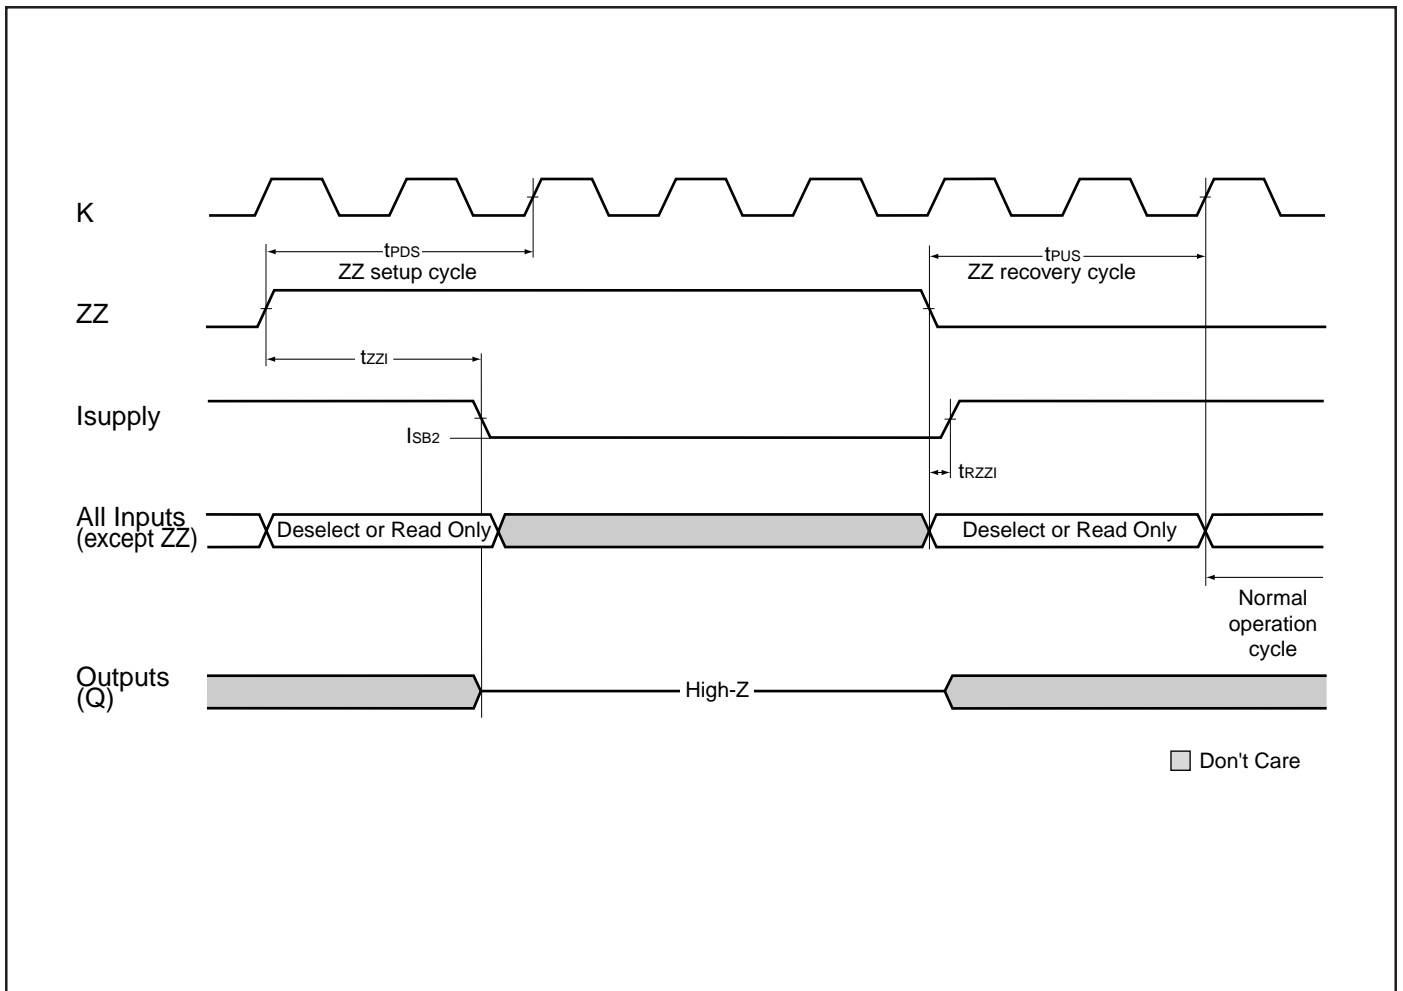 K
tPDS
ZZ setup cycle
tPUS
ZZ recovery cycle
ZZ
tZZI
Isupply
ISB2
tRZZI
All Inputs
(except ZZ)
Deselect or Read Only
Deselect or Read Only
Normal
operation
cycle
Outputs
(Q)
High-Z
Don't Care